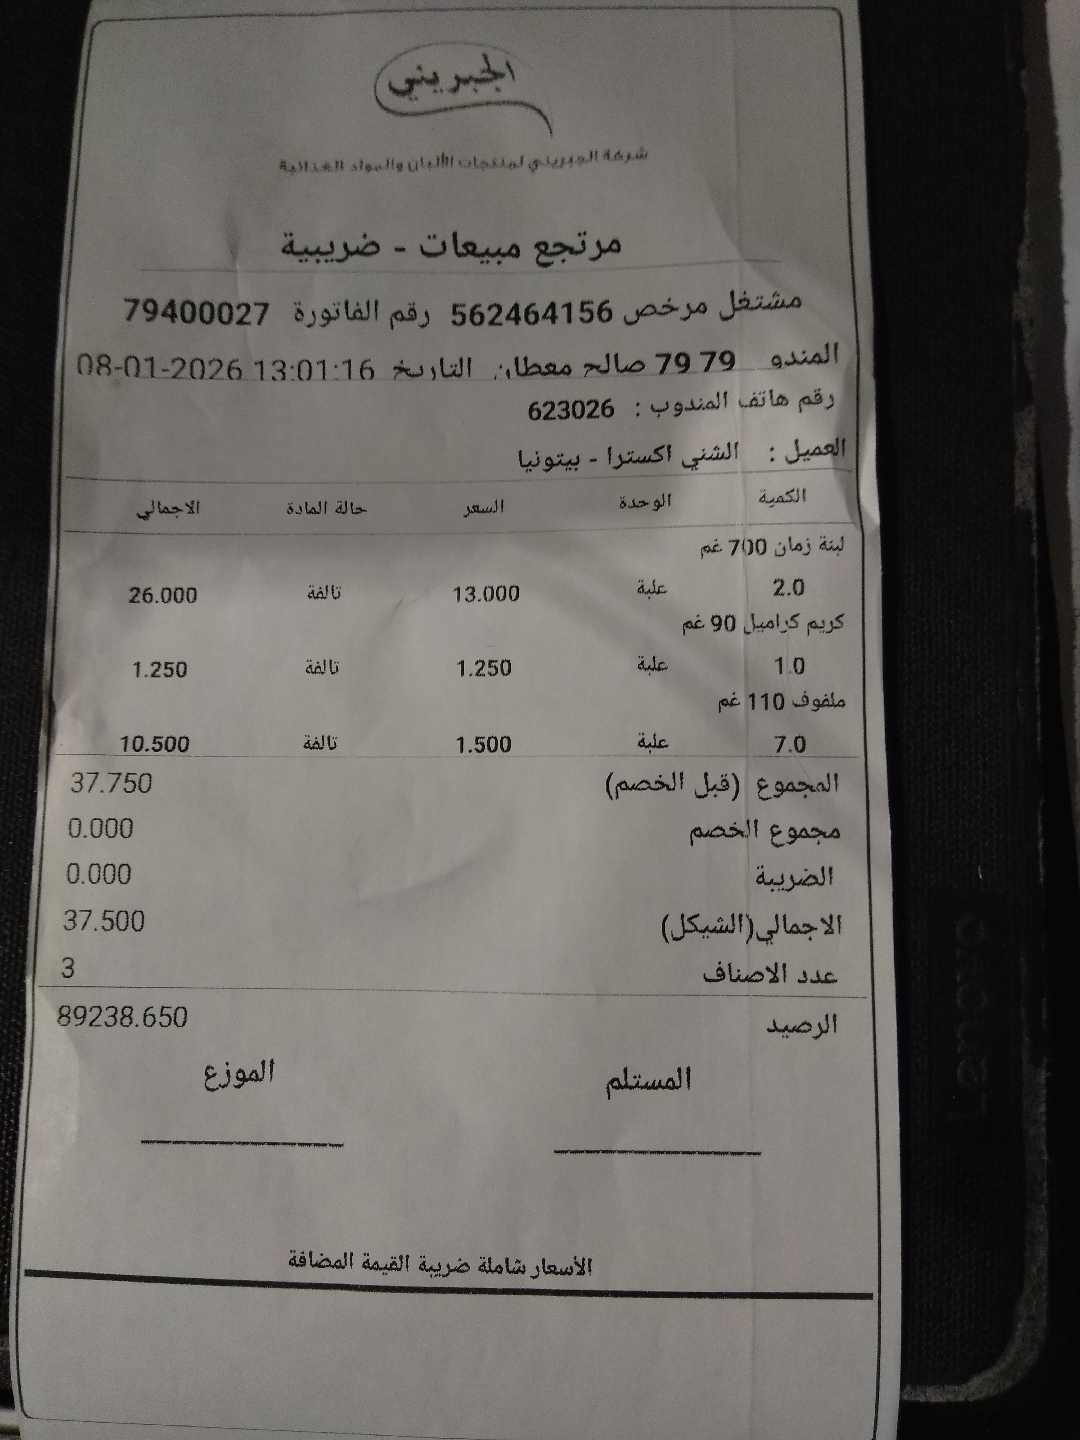 الجبريني
شركة الجبريني لمنتجات الألبان والمواد الغذائية
مرتجع مبيعات - ضريبية
مشتغل مرخص 562464156 رقم الفاتورة 79400027
المندو 79 79 صالح معطان التاريخ 08-01-2026 13:01:16
رقم هاتف المندوب : 623026
العميل : الشني اكسترا - بيتونيا
الكمية الوحدة السعر حالة المادة الاجمالي
لبنة زمان 700 غم
2.0 علبة 13.000 تالفة 26.000
كريم كراميل 90 غم
1.0 علبة 1.250 تالفة 1.250
ملفوف 110 غم
7.0 علبة 1.500 تالفة 10.500
المجموع (قبل الخصم) 37.750
مجموع الخصم 0.000
الضريبة 0.000
الاجمالي(الشيكل) 37.500
عدد الاصناف 3
الرصيد 89238.650
المستلم الموزع
الأسعار شاملة ضريبة القيمة المضافة
Lenovo